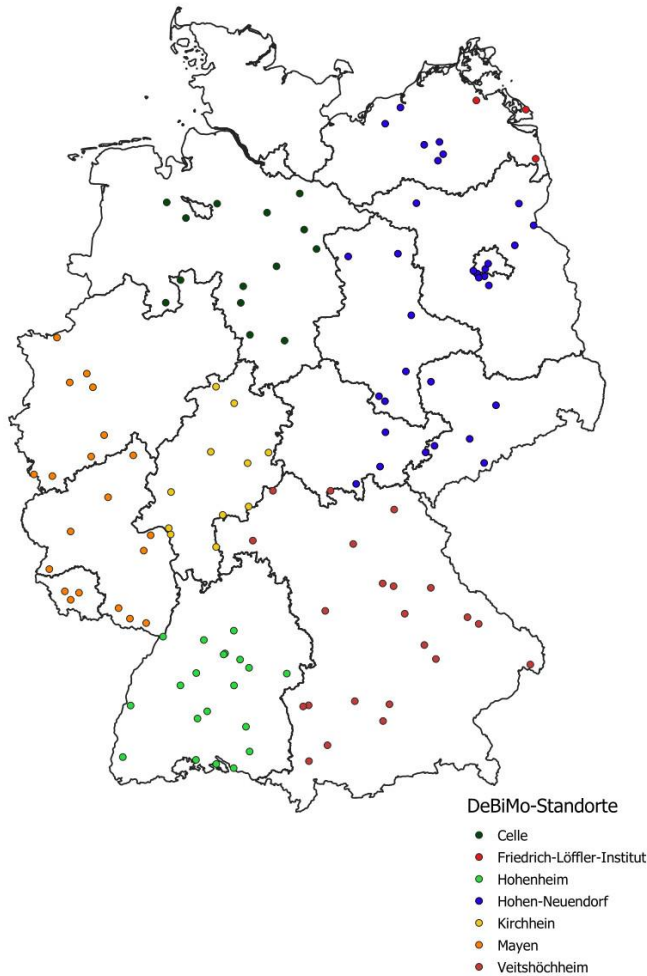 DeBiMo-Standorte
Celle
Friedrich-Löffler-Institut
Hohenheim
Hohen-Neuendorf
Kirchhein
Mayen
Veitshöchheim